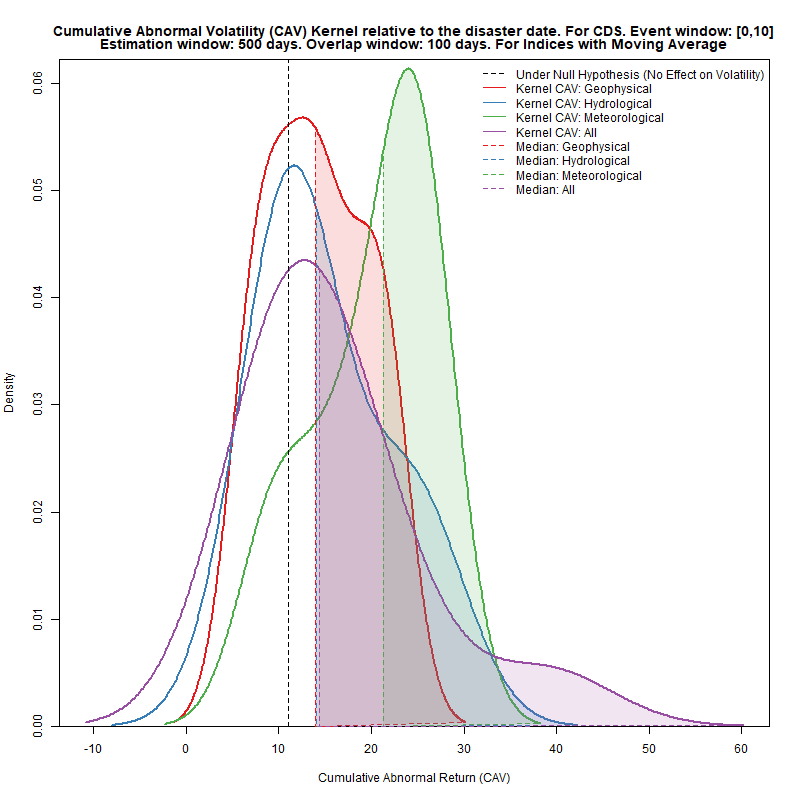 Cumulative Abnormal Volatility (CAV) Kernel relative to the disaster date. For CDS. Event window: [0,10]
Estimation window: 500 days. Overlap window: 100 days. For Indices with Moving Average
Under Null Hypothesis (No Effect on Volatility)
Kernel CAV: Geophysical
Kernel CAV: Hydrological
Kernel CAV: Meteorological
Kernel CAV: All
Median: Geophysical
Median: Hydrological
Median: Meteorological
Median: All
0.06
0.05
0.04
0.03
0.02
0.01
0.00
Density
-10 0 10 20 30 40 50 60
Cumulative Abnormal Return (CAV)